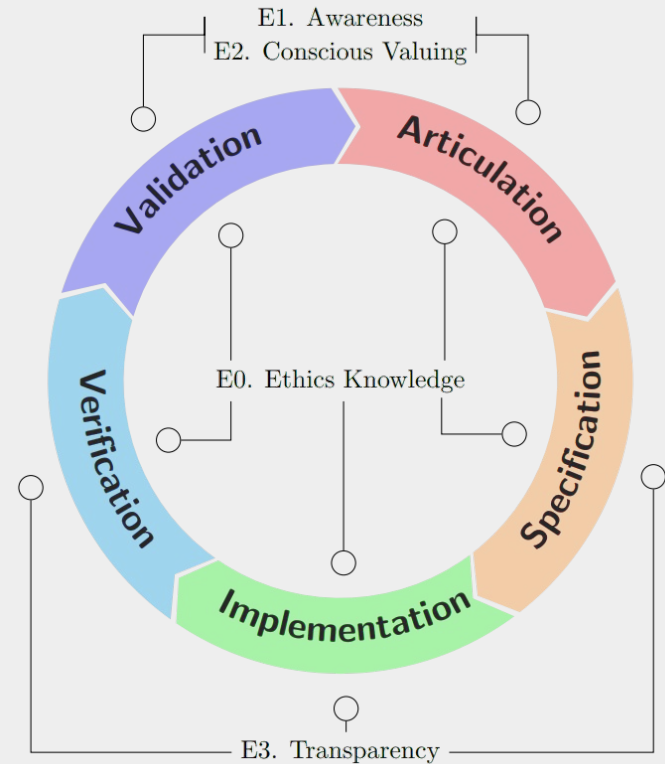 E1. Awareness
E2. Conscious Valuing
Validation
Articulation
E0. Ethics Knowledge
Verification
Specification
Implementation
E3. Transparency